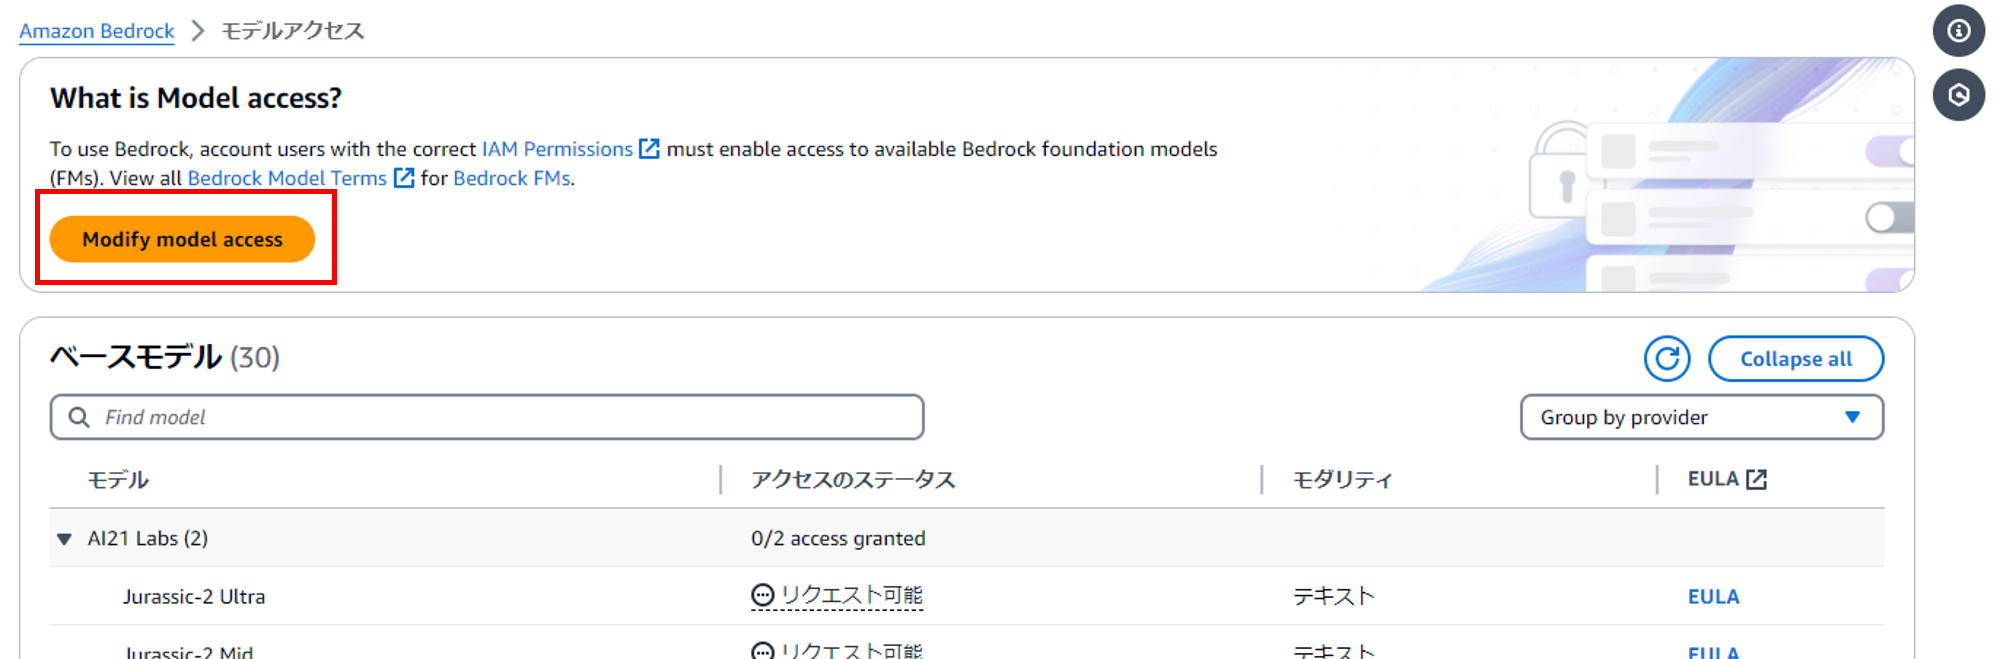 Amazon Bedrock > モデルアクセス
What is Model access?
To use Bedrock, account users with the correct IAM Permissions must enable access to available Bedrock foundation models
(FMs). View all Bedrock Model Terms for Bedrock FMs.
Modify model access
ベースモデル (30)
Collapse all
Find model
Group by provider
モデル アクセスのステータス モダリティ EULA
AI21 Labs (2) 0/2 access granted
Jurassic-2 Ultra リクエスト可能 テキスト EULA
Jurassic-2 Mid リクエスト可能 テキスト EULA